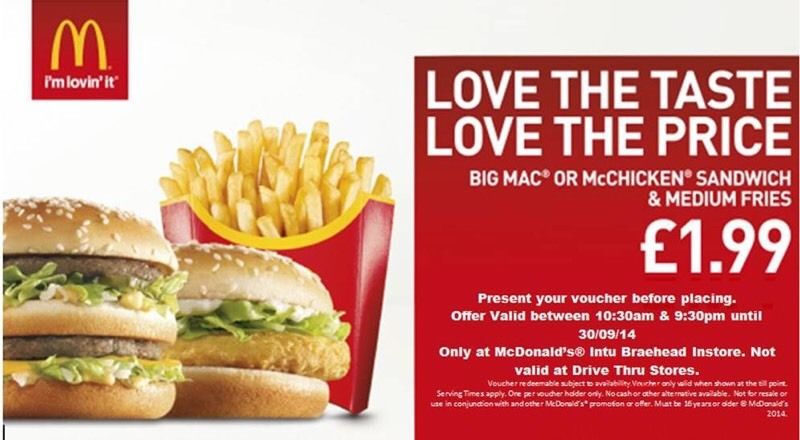 i'm lovin' it®
LOVE THE TASTE
LOVE THE PRICE
BIG MAC® OR McCHICKEN® SANDWICH
& MEDIUM FRIES
£1.99
Present your voucher before placing.
Offer Valid between 10:30am & 9:30pm until
30/09/14
Only at McDonald's® Intu Braehead Instore. Not
valid at Drive Thru Stores.
Voucher redeemable subject to availability. Voucher only valid when shown at the till point.
Serving Times apply. One per voucher holder only. No cash or other alternative available. Not for resale or
use in conjunction with and other McDonald's® promotion or offer. Must be 16 years or older ® McDonald's
2014.